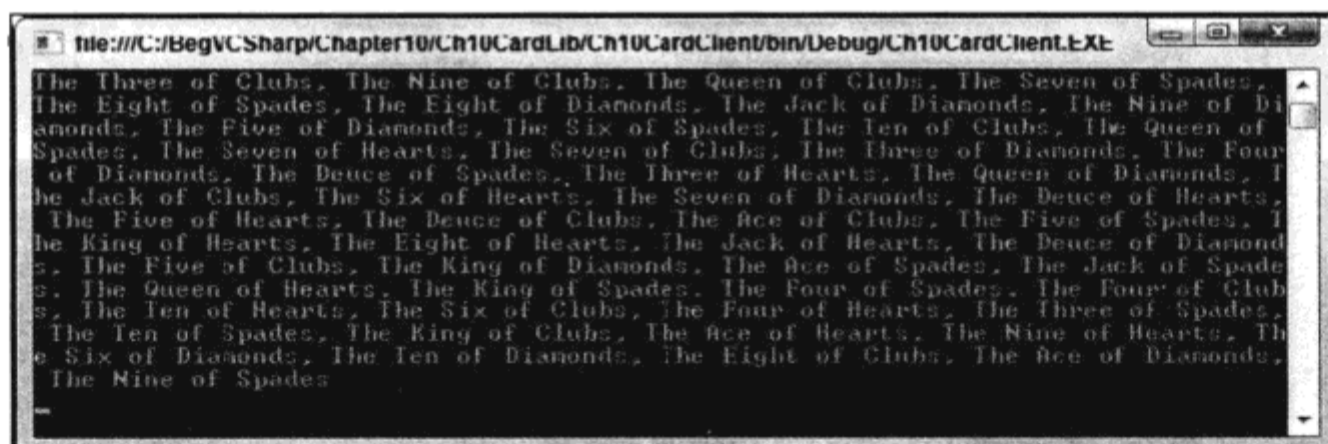 file:///C:/BegVCSharp/Chapter10/Ch10CardLib/Ch10CardClient/bin/Debug/Ch10CardClient.EXE
The Three of Clubs, The Nine of Clubs, The Queen of Clubs, The Seven of Spades,
The Eight of Spades, The Eight of Diamonds, The Jack of Diamonds, The Nine of Di
amonds, The Five of Diamonds, The Six of Spades, The Ten of Clubs, The Queen of
Spades, The Seven of Hearts, The Seven of Clubs, The Three of Diamonds, The Four
of Diamonds, The Deuce of Spades, The Three of Hearts, The Queen of Diamonds, T
he Jack of Clubs, The Six of Hearts, The Seven of Diamonds, The Deuce of Hearts,
The Five of Hearts, The Deuce of Clubs, The Ace of Clubs, The Five of Spades, T
he King of Hearts, The Eight of Hearts, The Jack of Hearts, The Deuce of Diamond
s, The Five of Clubs, The King of Diamonds, The Ace of Spades, The Jack of Spade
s, The Queen of Hearts, The King of Spades, The Four of Spades, The Four of Club
s, The Ten of Hearts, The Six of Clubs, The Four of Hearts, The Three of Spades,
The Ten of Spades, The King of Clubs, The Ace of Hearts, The Nine of Hearts, Th
e Six of Diamonds, The Ten of Diamonds, The Eight of Clubs, The Ace of Diamonds,
The Nine of Spades